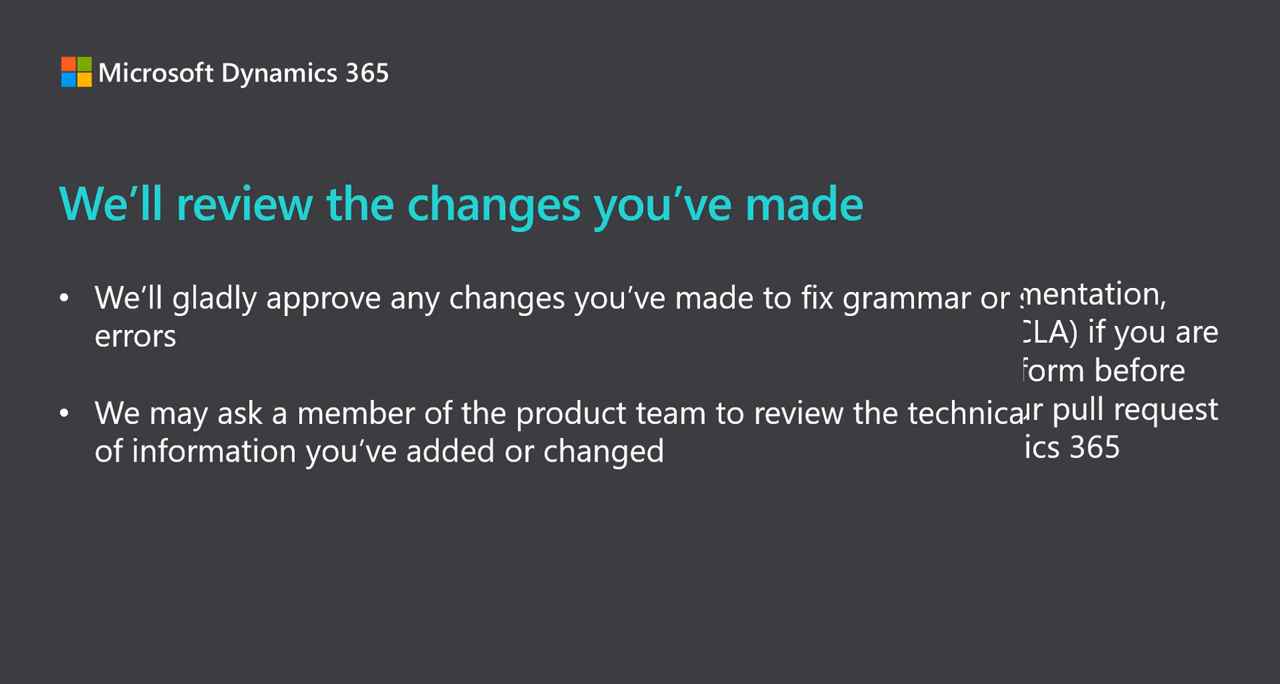 Microsoft Dynamics 365
We’ll review the changes you’ve made
• We’ll gladly approve any changes you’ve made to fix grammar or
mentation,
errors
CLA) if you are
form before
• We may ask a member of the product team to review the technica
ur pull request
of information you’ve added or changed
ics 365